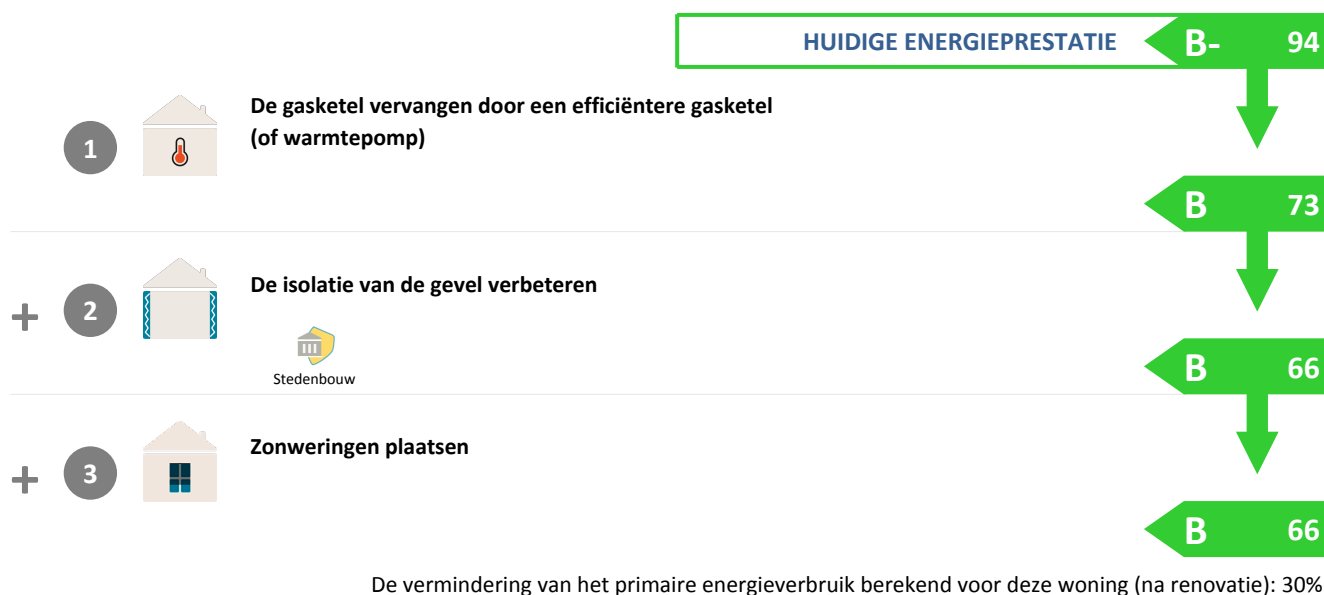 HUIDIGE ENERGIEPRESTATIE B- 94
1 De gasketel vervangen door een efficiëntere gasketel
(of warmtepomp)
B 73
+ 2 De isolatie van de gevel verbeteren
Stedenbouw
B 66
+ 3 Zonweringen plaatsen
B 66
De vermindering van het primaire energieverbruik berekend voor deze woning (na renovatie): 30%